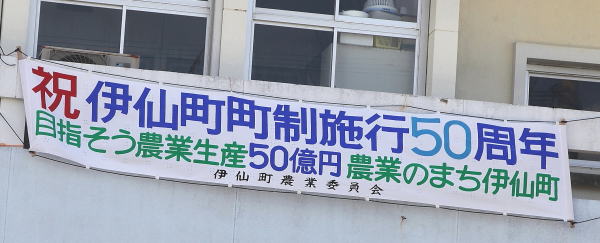 祝 伊仙町町制施行50周年
目指そう農業生産50億円 農業のまち伊仙町
伊仙町農業委員会